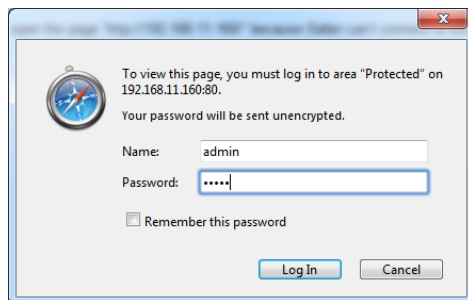 To view this page, you must log in to area “Protected” on
192.168.11.160:80.
Your password will be sent unencrypted.
Name: admin
Password: •••••
Remember this password
Log In Cancel